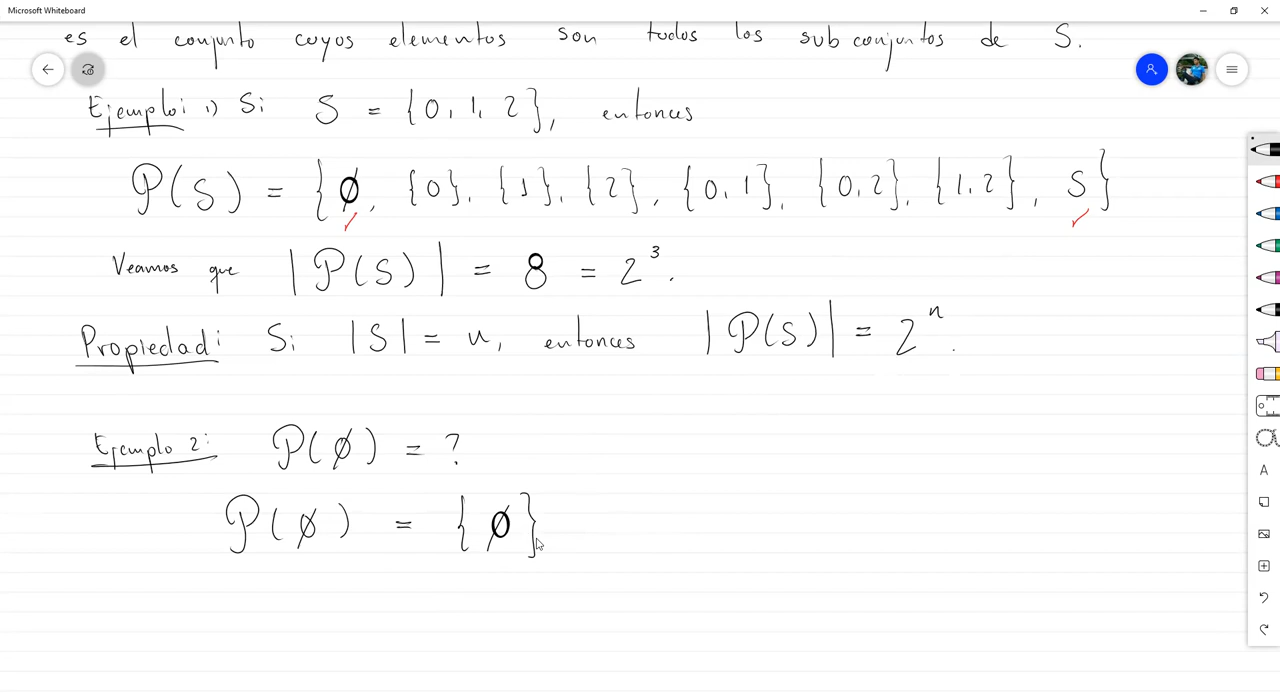 Microsoft Whiteboard
es el conjunto cuyos elementos son todos los subconjuntos de S.
Ejemplo: 1) Si S = {0, 1, 2}, entonces
P(S) = {∅, {0}, {1}, {2}, {0, 1}, {0, 2}, {1, 2}, S}
Veamos que |P(S)| = 8 = 2³.
Propiedad: Si |S| = n, entonces |P(S)| = 2ⁿ.
Ejemplo 2: P(∅) = ?
P(∅) = {∅}